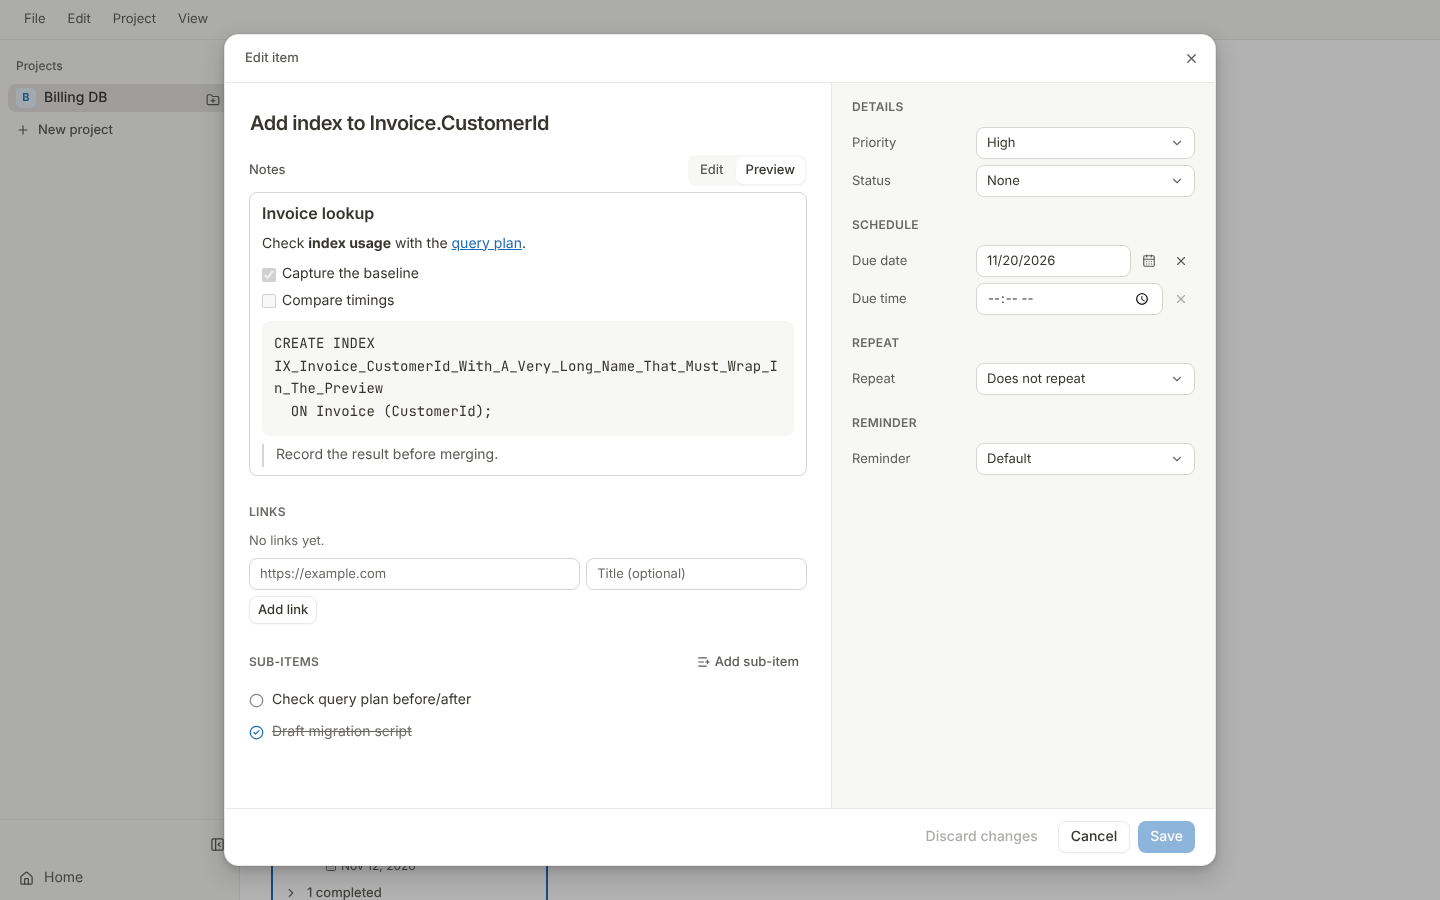 File Edit Project View
Projects
B Billing DB
New project
Home
Edit item
Add index to Invoice.CustomerId
Notes
Edit Preview
Invoice lookup
Check index usage with the query plan.
Capture the baseline
Compare timings
CREATE INDEX
IX_Invoice_CustomerId_With_A_Very_Long_Name_That_Must_Wrap_I
n_The_Preview
ON Invoice (CustomerId);
Record the result before merging.
LINKS
No links yet.
https://example.com
Title (optional)
Add link
SUB-ITEMS
Add sub-item
Check query plan before/after
Draft migration script
DETAILS
Priority High
Status None
SCHEDULE
Due date 11/20/2026
Due time --:-- --
REPEAT
Repeat Does not repeat
REMINDER
Reminder Default
Discard changes Cancel Save
Nov 12, 2026
1 completed